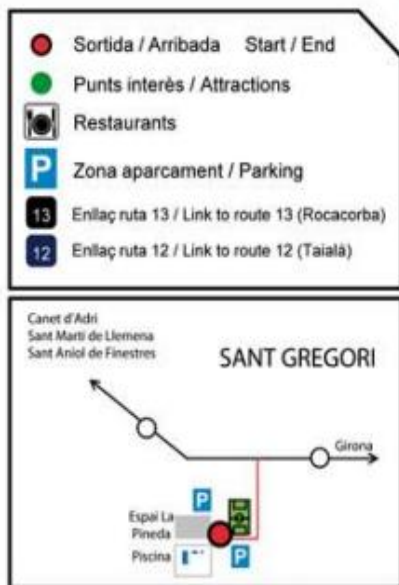 Sortida / Arribada Start / End
Punts interès / Attractions
Restaurants
P Zona aparcament / Parking
13 Enllaç ruta 13 / Link to route 13 (Rocacorba)
12 Enllaç ruta 12 / Link to route 12 (Taialà)
Canet d'Adri
Sant Martí de Llemena
Sant Aniol de Finestres
SANT GREGORI
Girona
P
Espai La
Pineda
Piscina
P